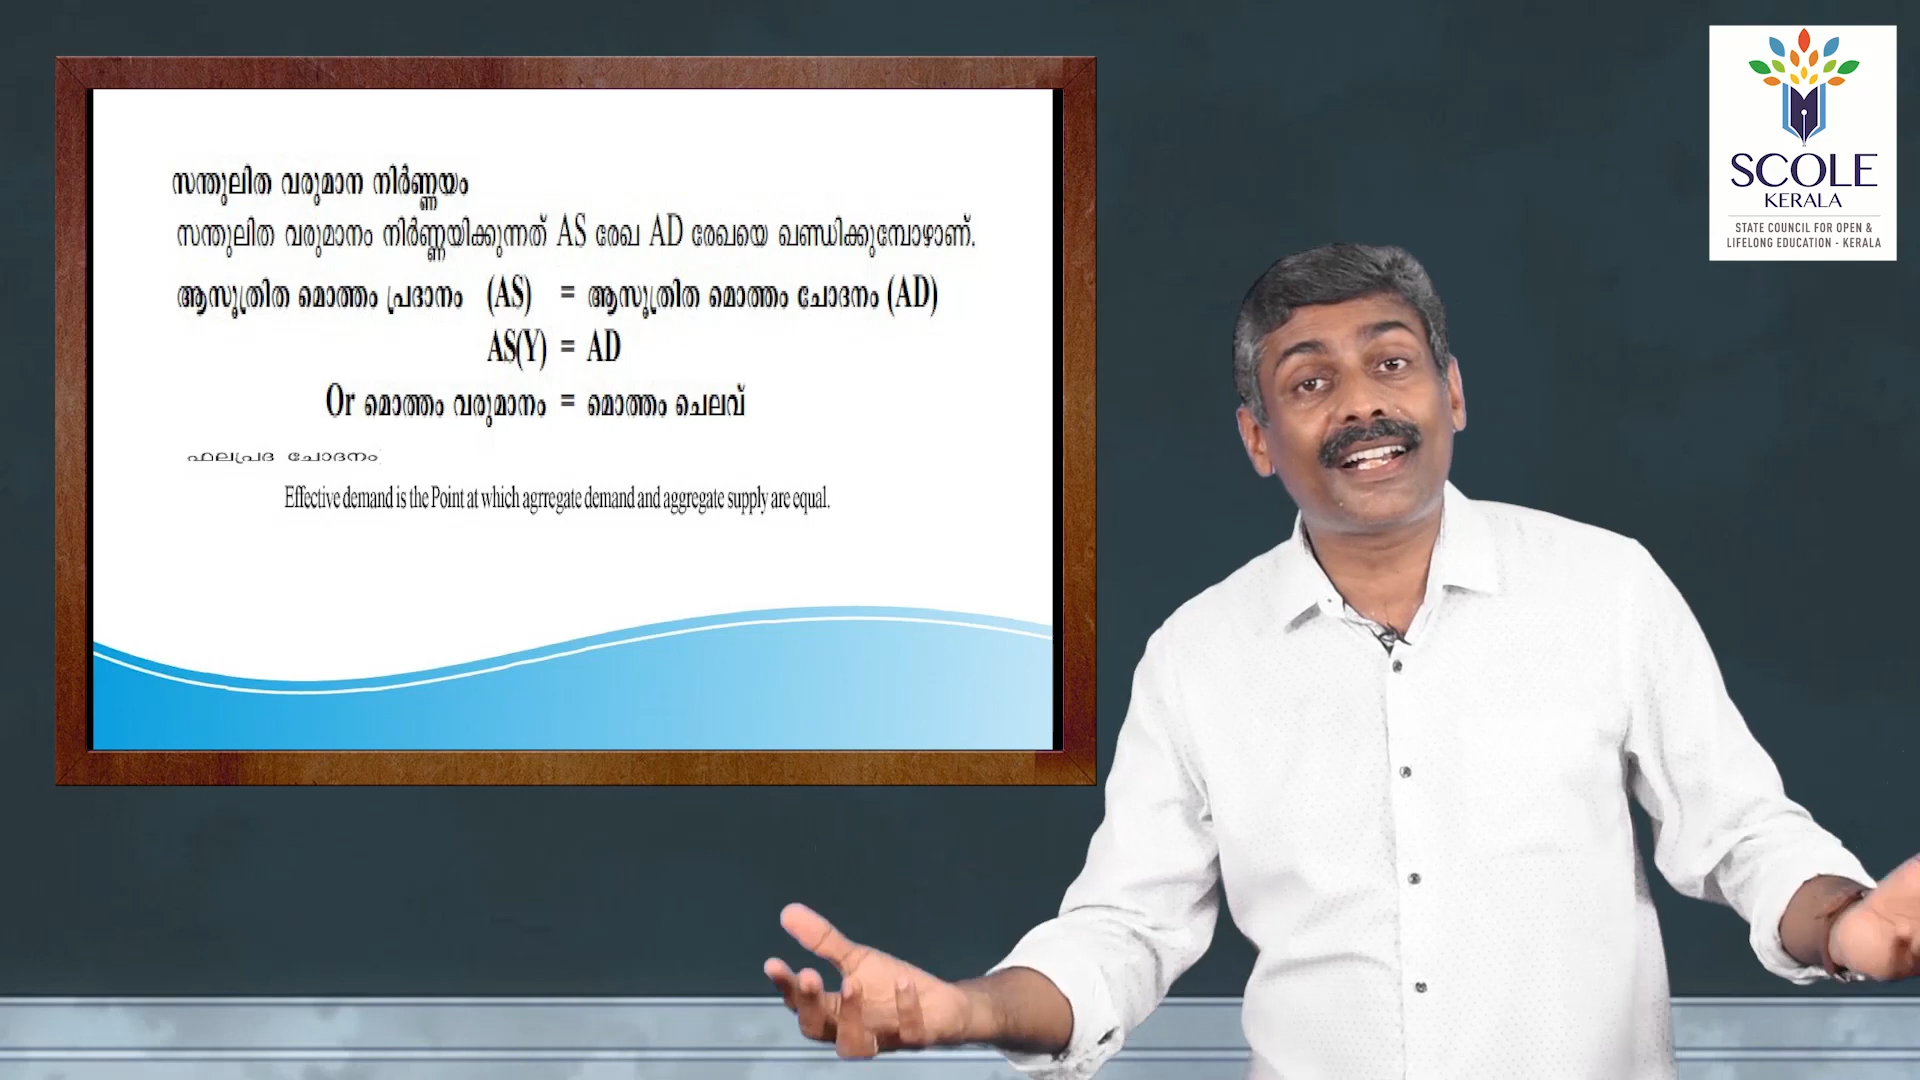 സന്തുലിത വരുമാന നിർണ്ണയം
സന്തുലിത വരുമാനം നിർണ്ണയിക്കുന്നത് AS രേഖ AD രേഖയെ ഖണ്ഡിക്കുമ്പോഴാണ്.
ആസൂത്രിത മൊത്തം പ്രദാനം (AS) = ആസൂത്രിത മൊത്തം ചോദനം (AD)
AS(Y) = AD
Or മൊത്തം വരുമാനം = മൊത്തം ചെലവ്
ഫലപ്രദ ചോദനം
Effective demand is the Point at which agrregate demand and aggregate supply are equal.
SCOLE
KERALA
STATE COUNCIL FOR OPEN &
LIFELONG EDUCATION - KERALA